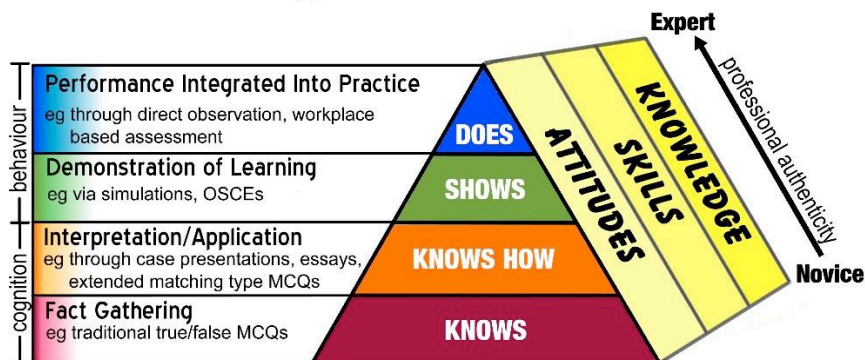 Expert
professional authenticity
Novice
behaviour
cognition
Performance Integrated Into Practice
eg through direct observation, workplace
based assessment
DOES
Demonstration of Learning
eg via simulations, OSCEs
SHOWS
Interpretation/Application
eg through case presentations, essays,
extended matching type MCQs
KNOWS HOW
Fact Gathering
eg traditional true/false MCQs
KNOWS
ATTITUDES
SKILLS
KNOWLEDGE